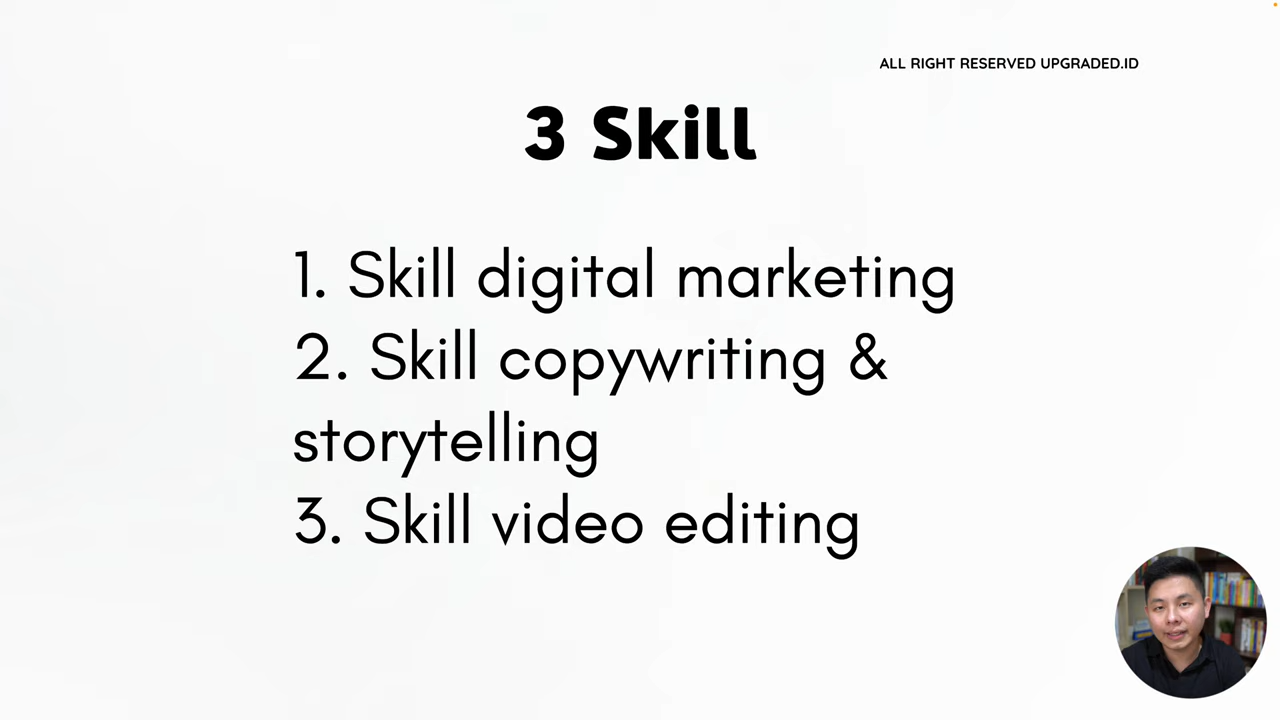 ALL RIGHT RESERVED UPGRADED.ID
3 Skill
1. Skill digital marketing
2. Skill copywriting &
storytelling
3. Skill video editing